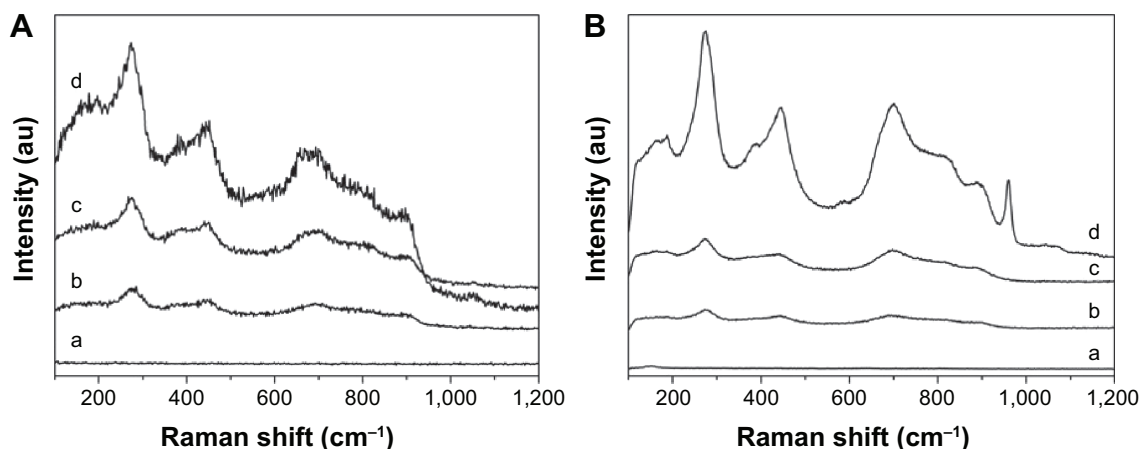 A
Intensity (au)
d
c
b
a
200 400 600 800 1,000 1,200
Raman shift (cm–1)
B
Intensity (au)
d
c
b
a
200 400 600 800 1,000 1,200
Raman shift (cm–1)